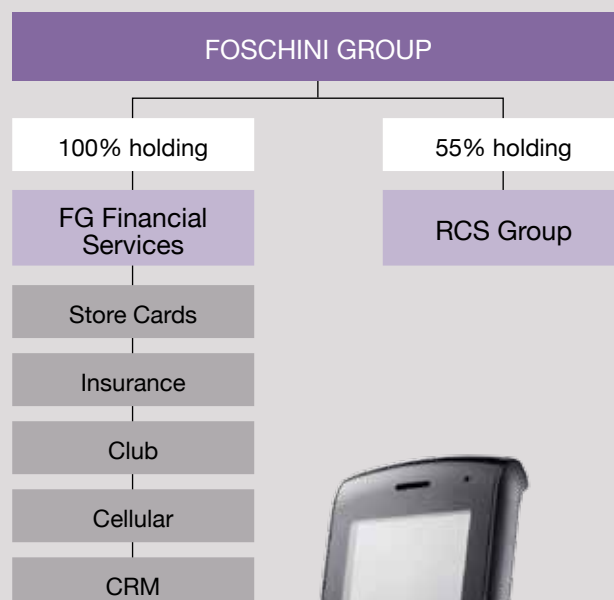 FOSCHINI GROUP
100% holding
55% holding
FG Financial
Services
RCS Group
Store Cards
Insurance
Club
Cellular
CRM